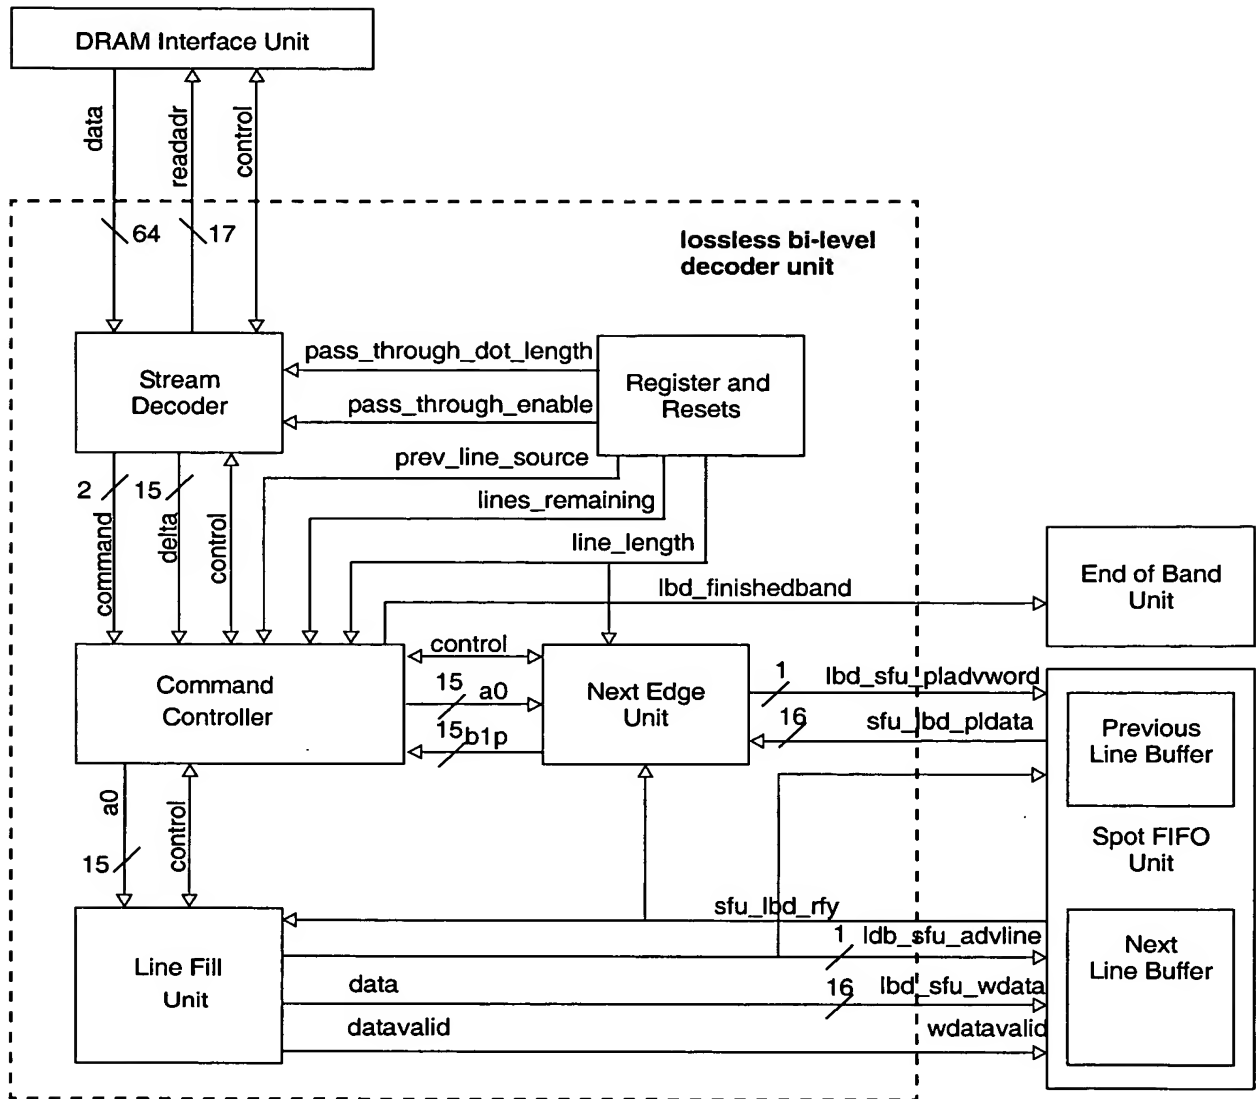 DRAM Interface Unit
data
readadr
control
64
17
lossless bi-level
decoder unit
Stream
Decoder
pass_through_dot_length
pass_through_enable
Register and
Resets
prev_line_source
lines_remaining
line_length
2
15
command
delta
control
lbd_finishedband
End of Band
Unit
Command
Controller
control
15
a0
15
b1p
Next Edge
Unit
1
lbd_sfu_pladvword
16
sfu_lbd_pldata
Previous
Line Buffer
Spot FIFO
Unit
a0
15
control
sfu_lbd_rfy
1
ldb_sfu_advline
Next
Line Buffer
Line Fill
Unit
data
16
lbd_sfu_wdata
datavalid
wdatavalid